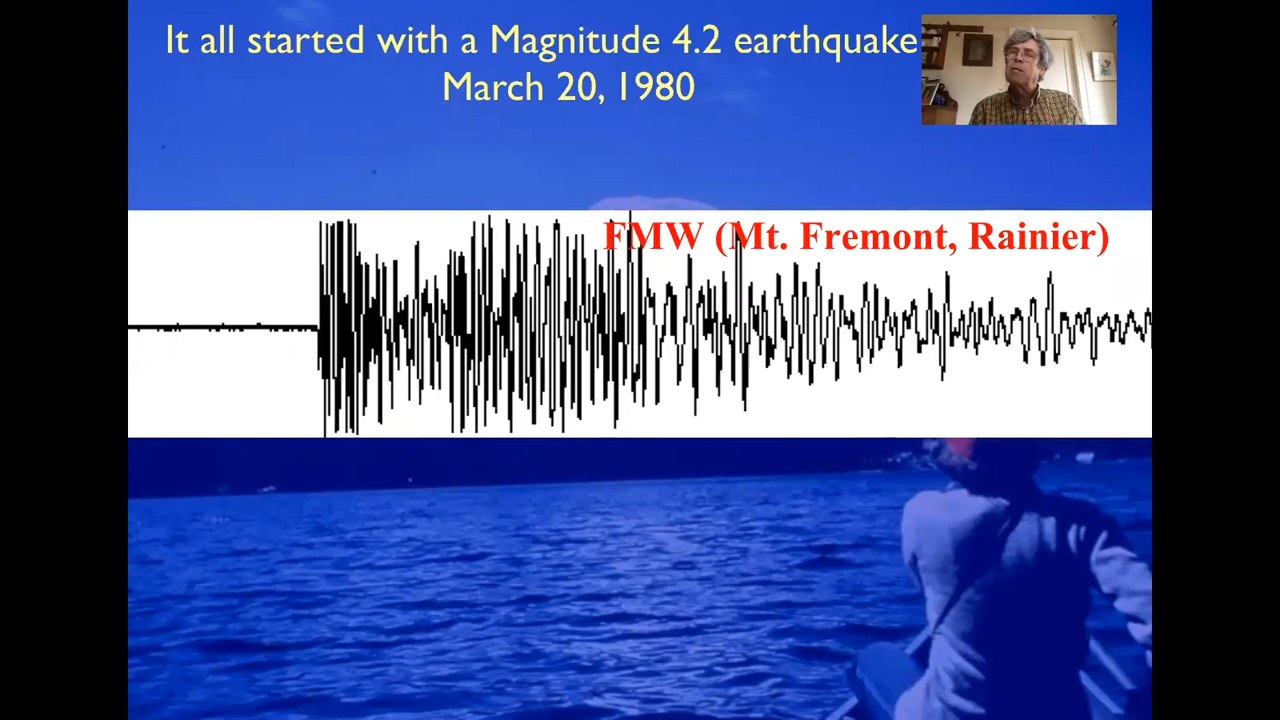 It all started with a Magnitude 4.2 earthquake
March 20, 1980
FMW (Mt. Fremont, Rainier)